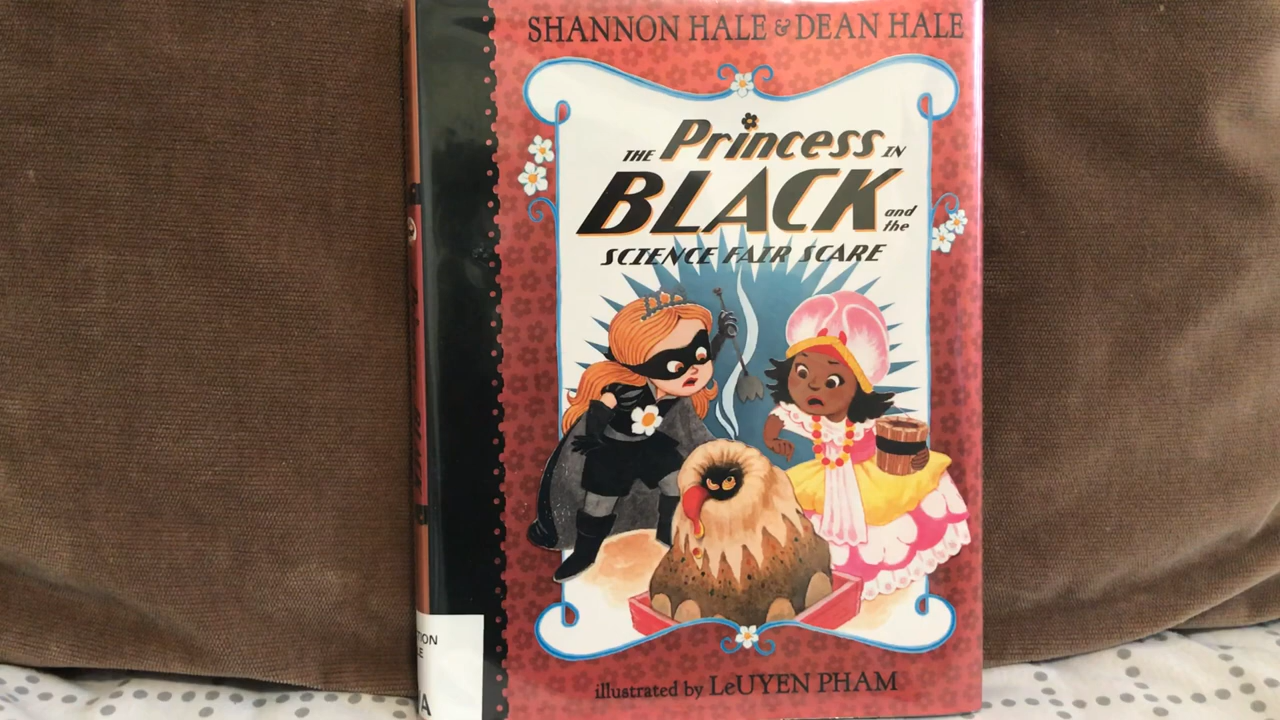 SHANNON HALE & DEAN HALE
THE Princess IN
BLACK and the
SCIENCE FAIR SCARE
illustrated by LeUYEN PHAM